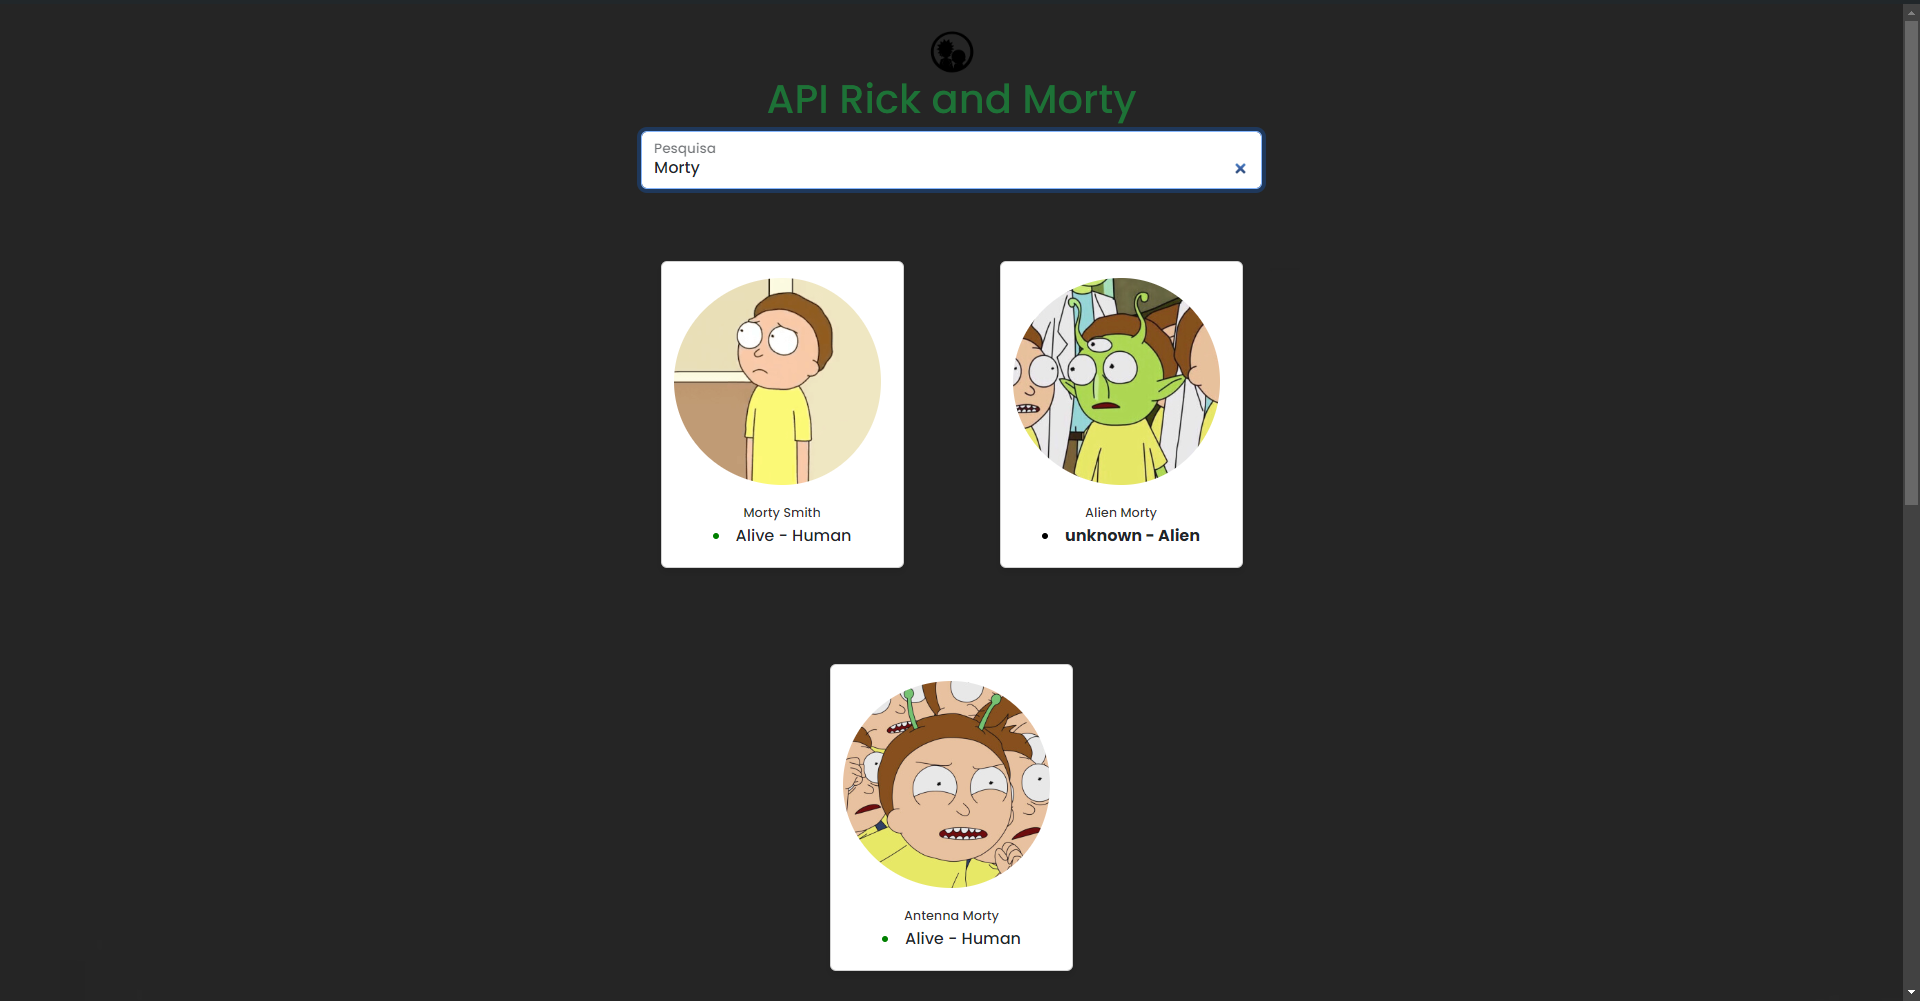 API Rick and Morty
Pesquisa
Morty
Morty Smith
Alive - Human
Alien Morty
unknown - Alien
Antenna Morty
Alive - Human